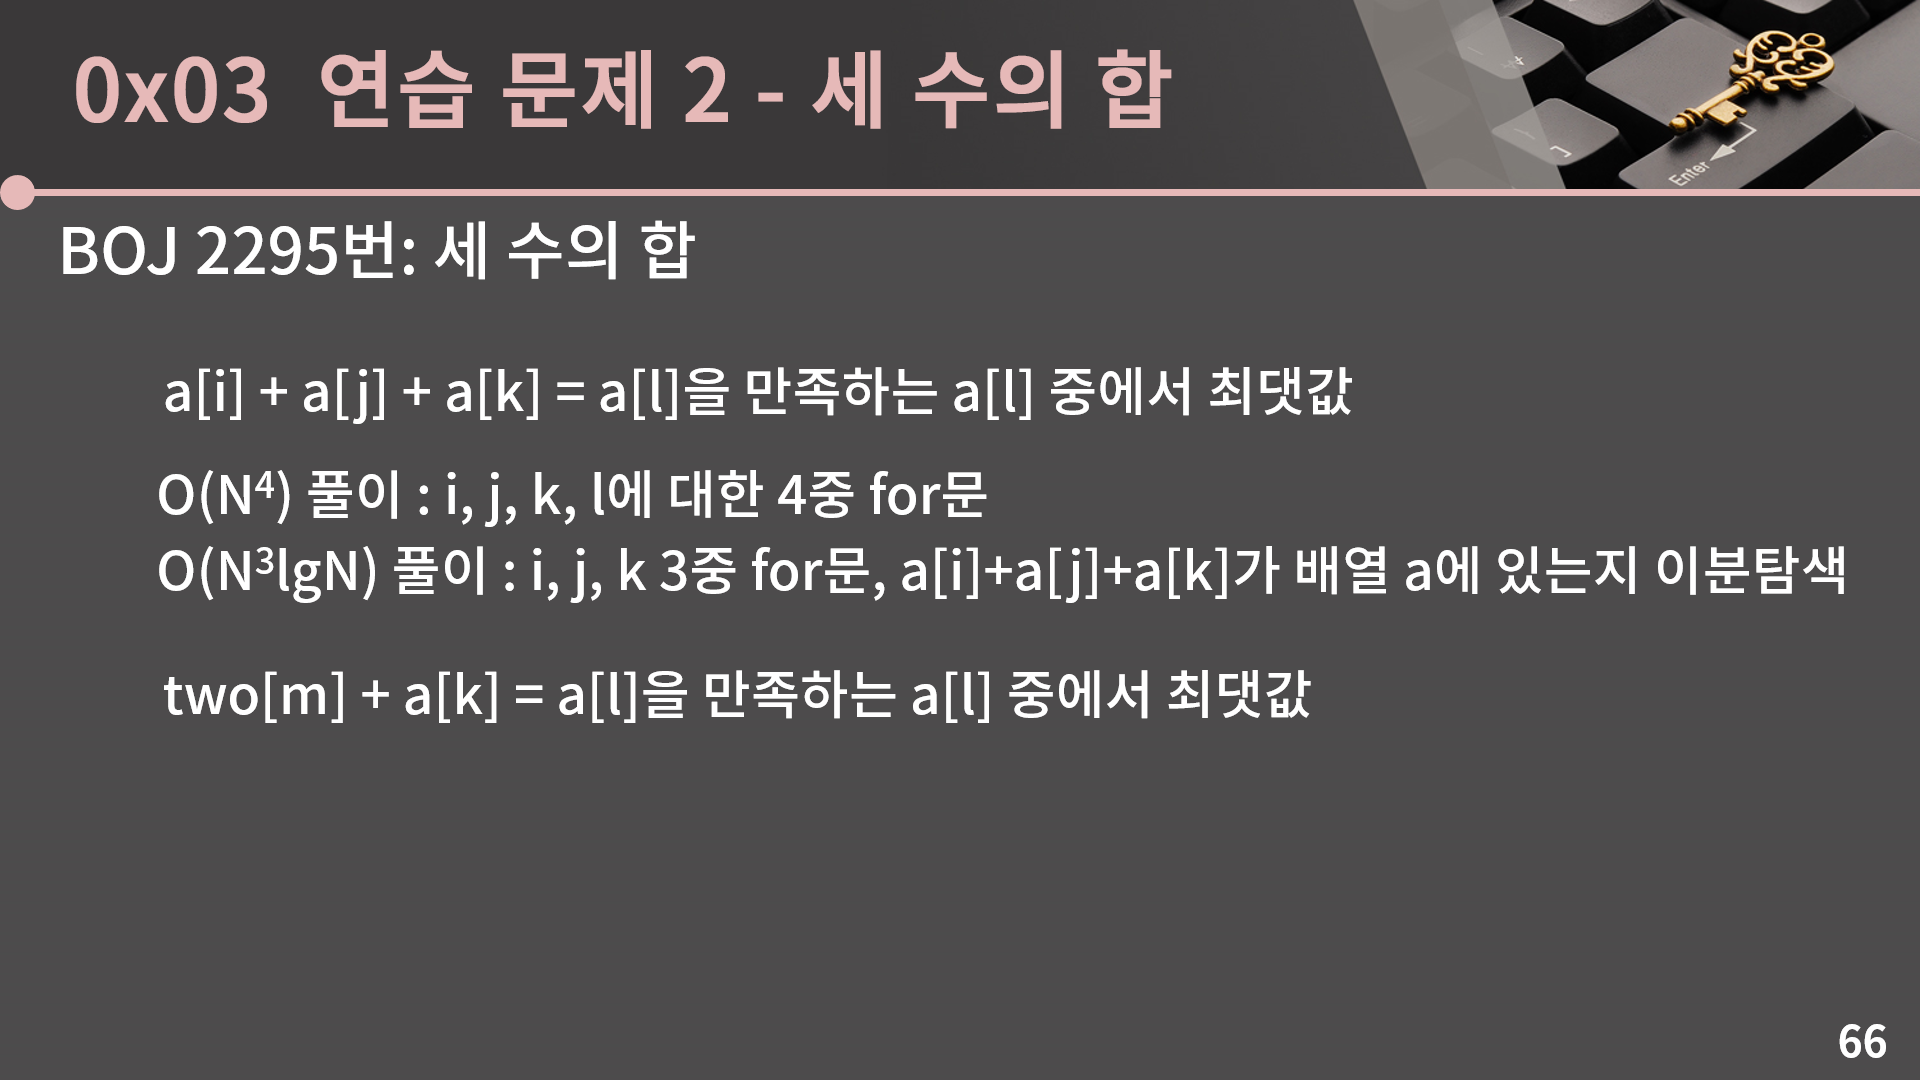 0x03 연습 문제 2 - 세 수의 합
Enter
BOJ 2295번: 세 수의 합
a[i] + a[j] + a[k] = a[l]을 만족하는 a[l] 중에서 최댓값
O(N⁴) 풀이 : i, j, k, l에 대한 4중 for문
O(N³lgN) 풀이 : i, j, k 3중 for문, a[i]+a[j]+a[k]가 배열 a에 있는지 이분탐색
two[m] + a[k] = a[l]을 만족하는 a[l] 중에서 최댓값
66